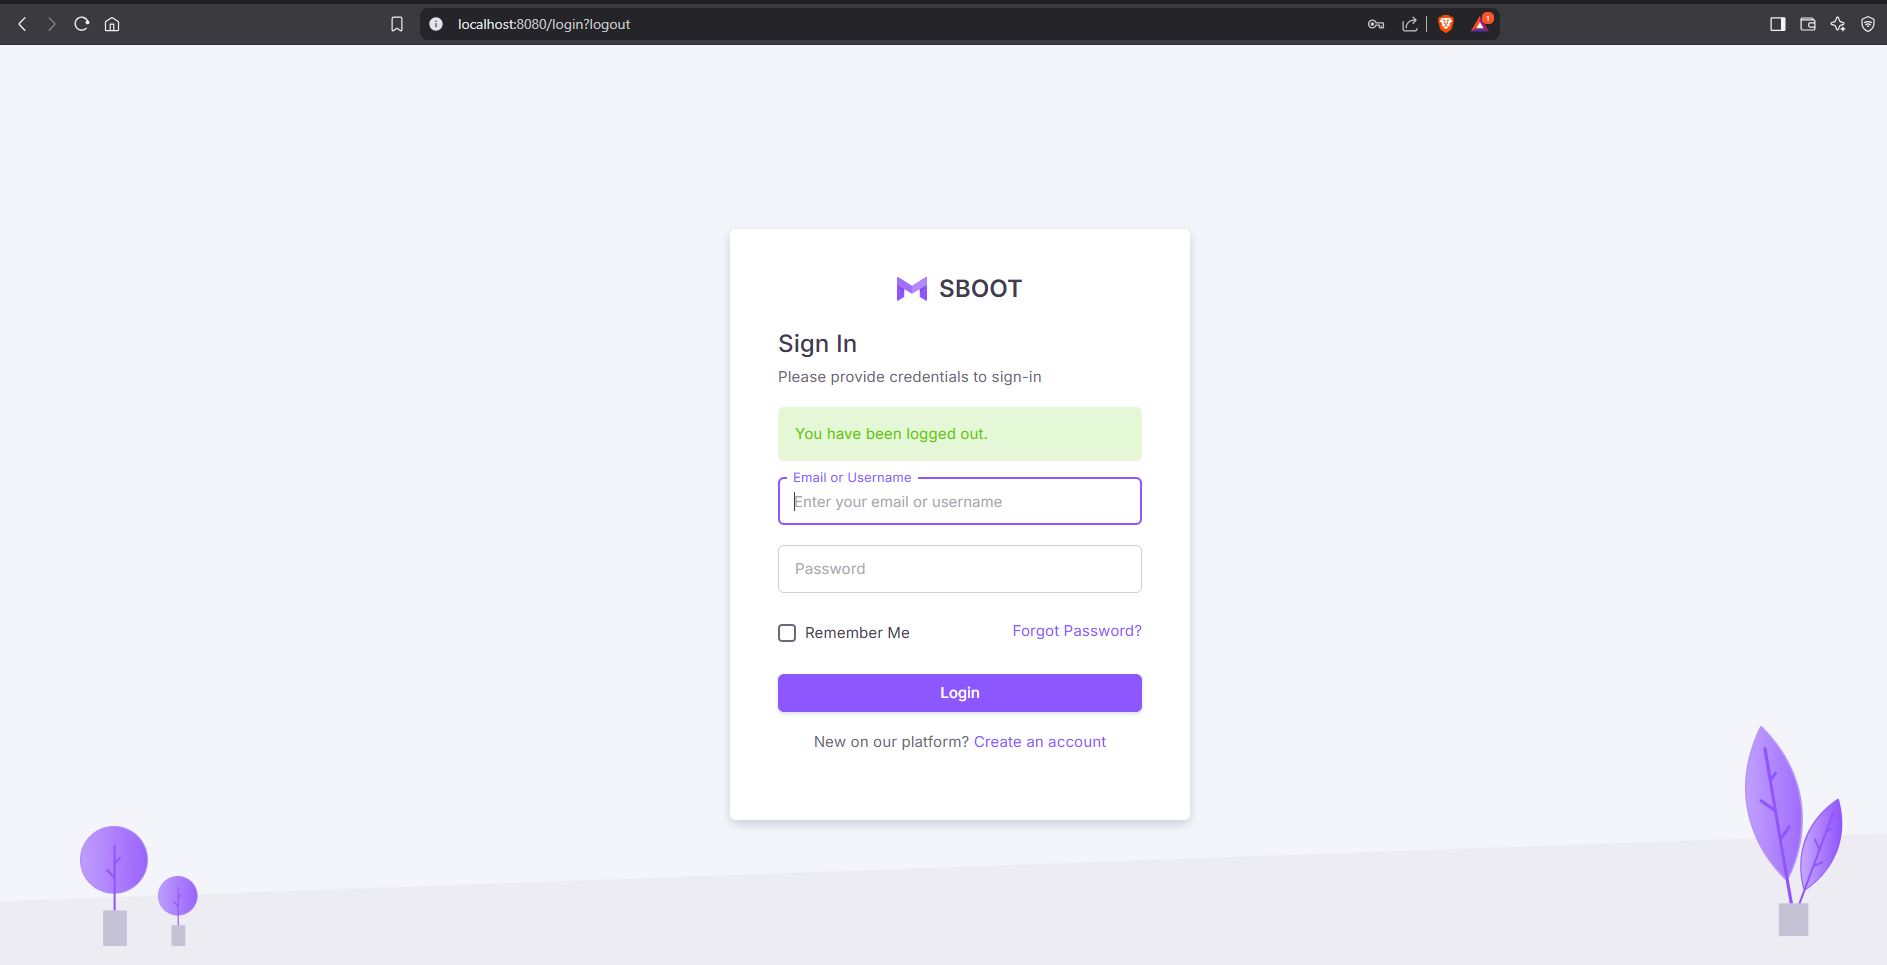 localhost:8080/login?logout
1
SBOOT
Sign In
Please provide credentials to sign-in
You have been logged out.
Email or Username
Enter your email or username
Password
Remember Me
Forgot Password?
Login
New on our platform? Create an account